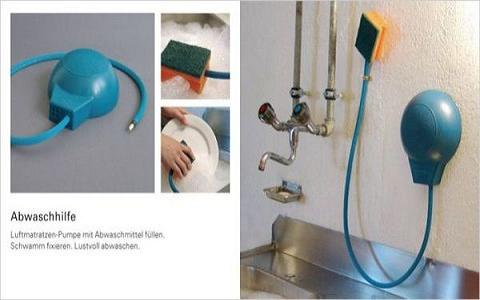 Abwaschhilfe
Luftmatratzen-Pumpe mit Abwaschmittel füllen.
Schwamm fixieren. Lustvoll abwaschen.